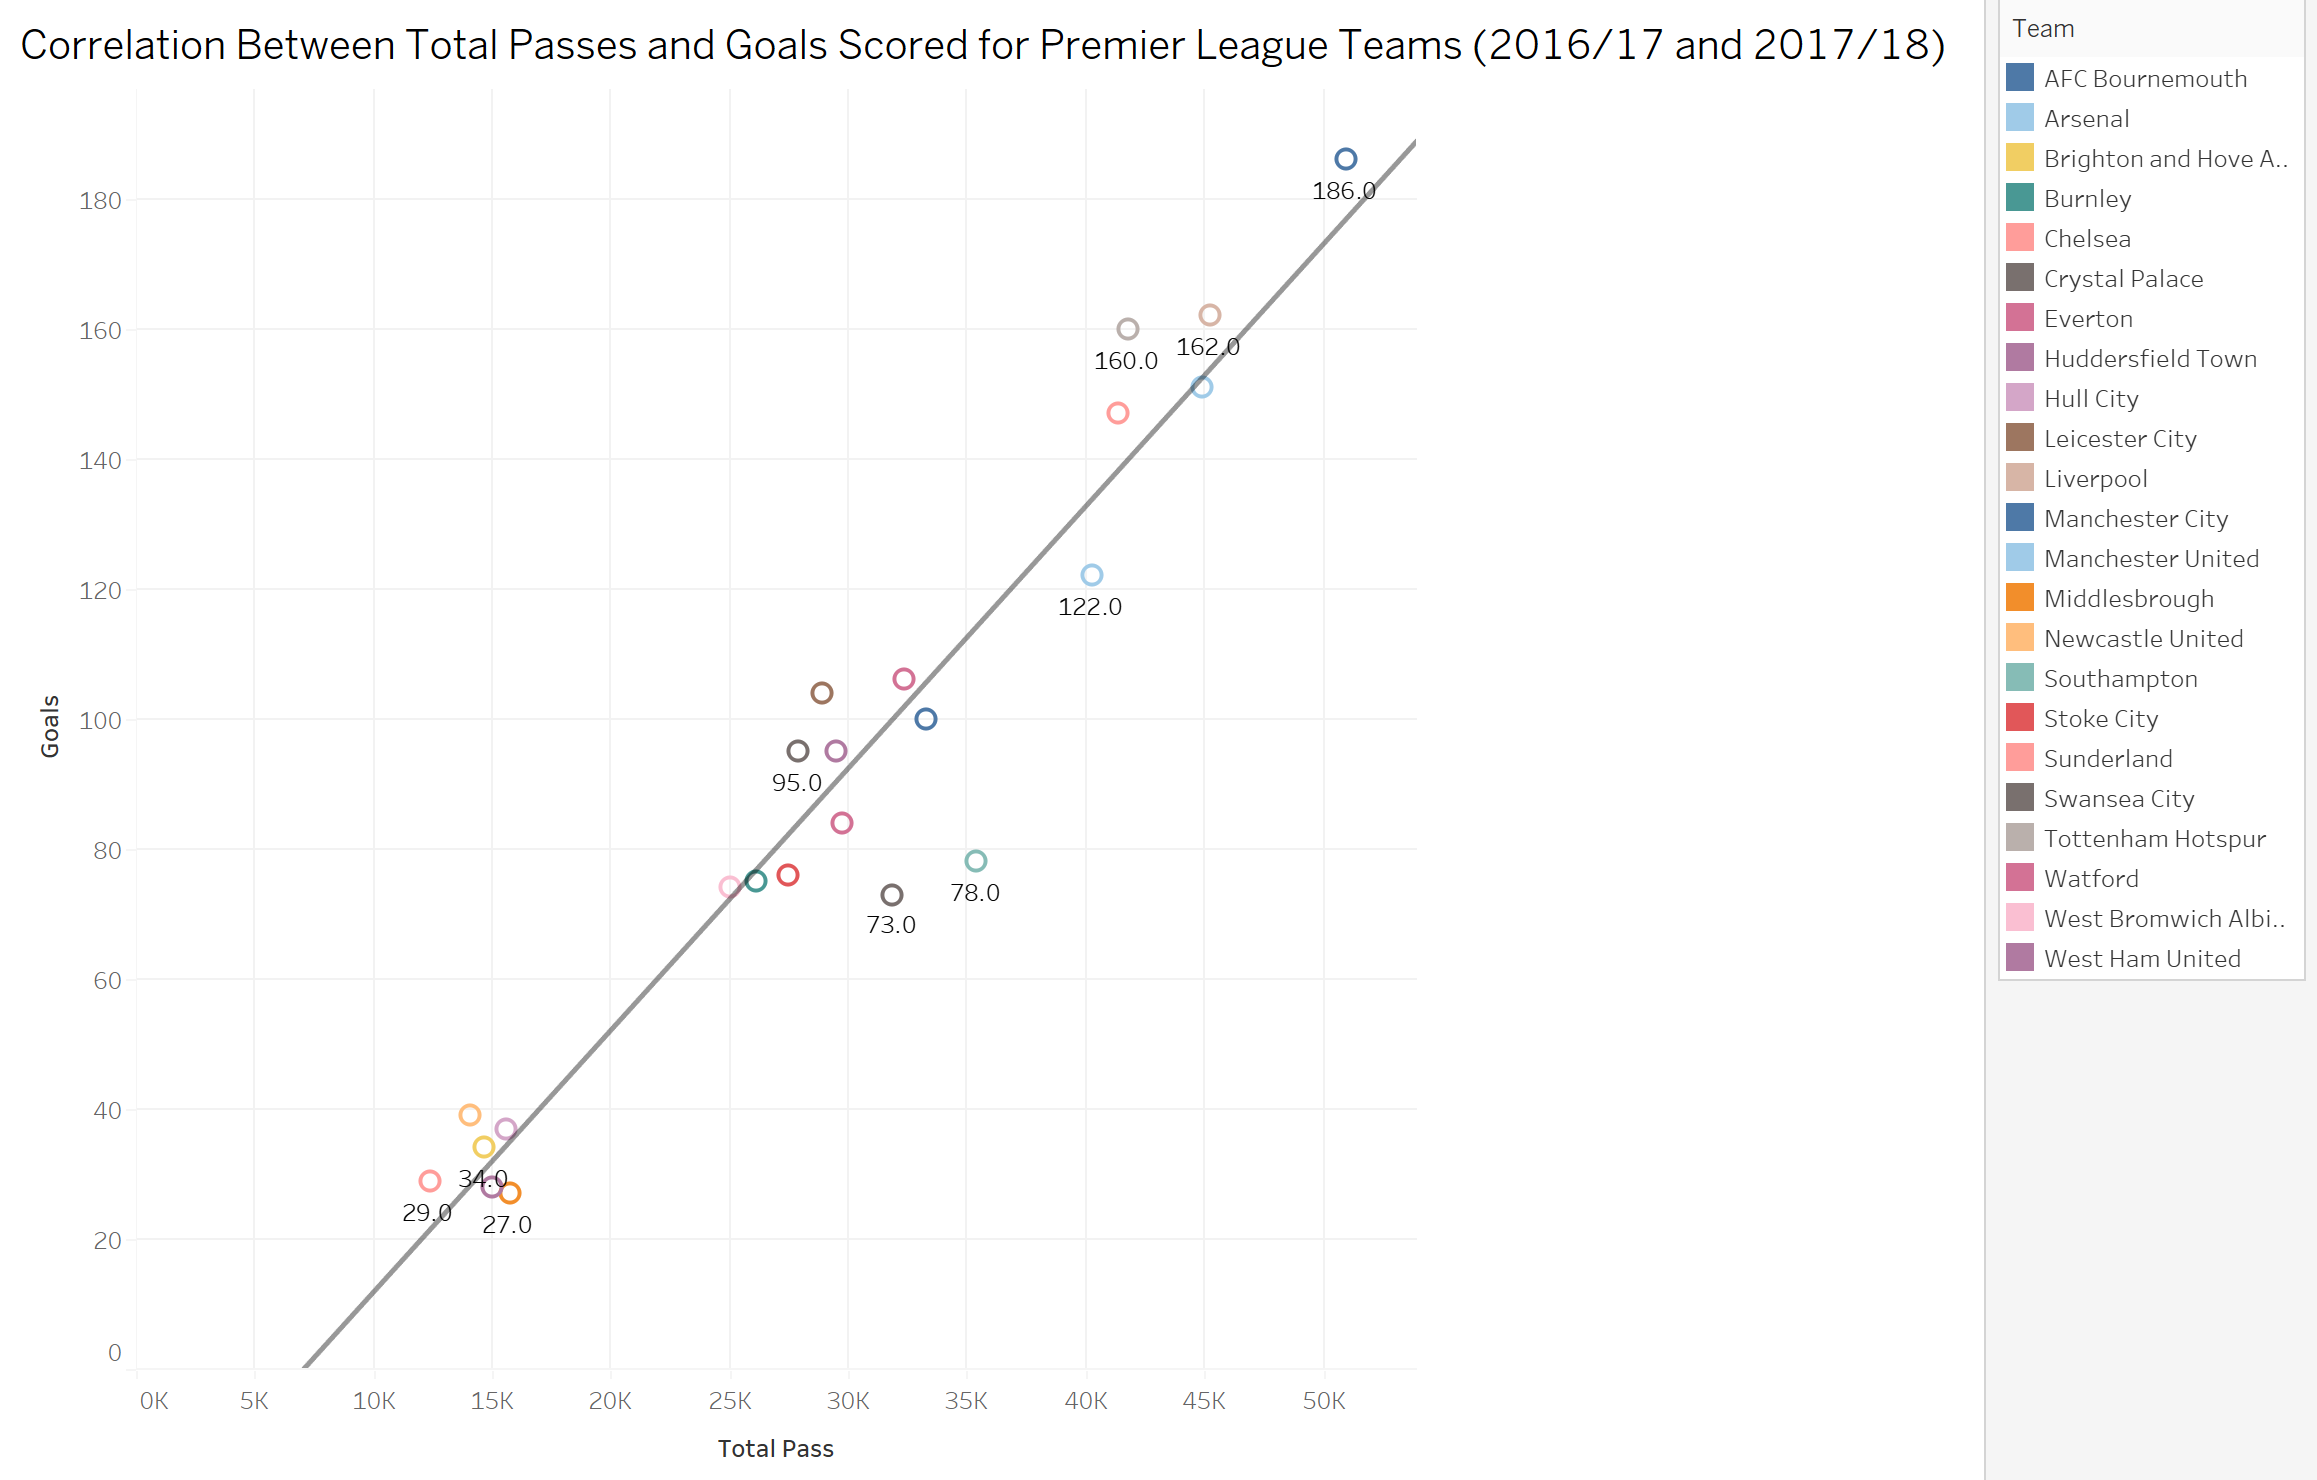 Correlation Between Total Passes and Goals Scored for Premier League Teams (2016/17 and 2017/18)
Team
AFC Bournemouth
Arsenal
Brighton and Hove A..
Burnley
Chelsea
Crystal Palace
Everton
Huddersfield Town
Hull City
Leicester City
Liverpool
Manchester City
Manchester United
Middlesbrough
Newcastle United
Southampton
Stoke City
Sunderland
Swansea City
Tottenham Hotspur
Watford
West Bromwich Albi..
West Ham United
Goals
180
160
140
120
100
80
60
40
20
0
186.0
162.0
160.0
122.0
95.0
78.0
73.0
34.0
29.0
27.0
0K 5K 10K 15K 20K 25K 30K 35K 40K 45K 50K
Total Pass